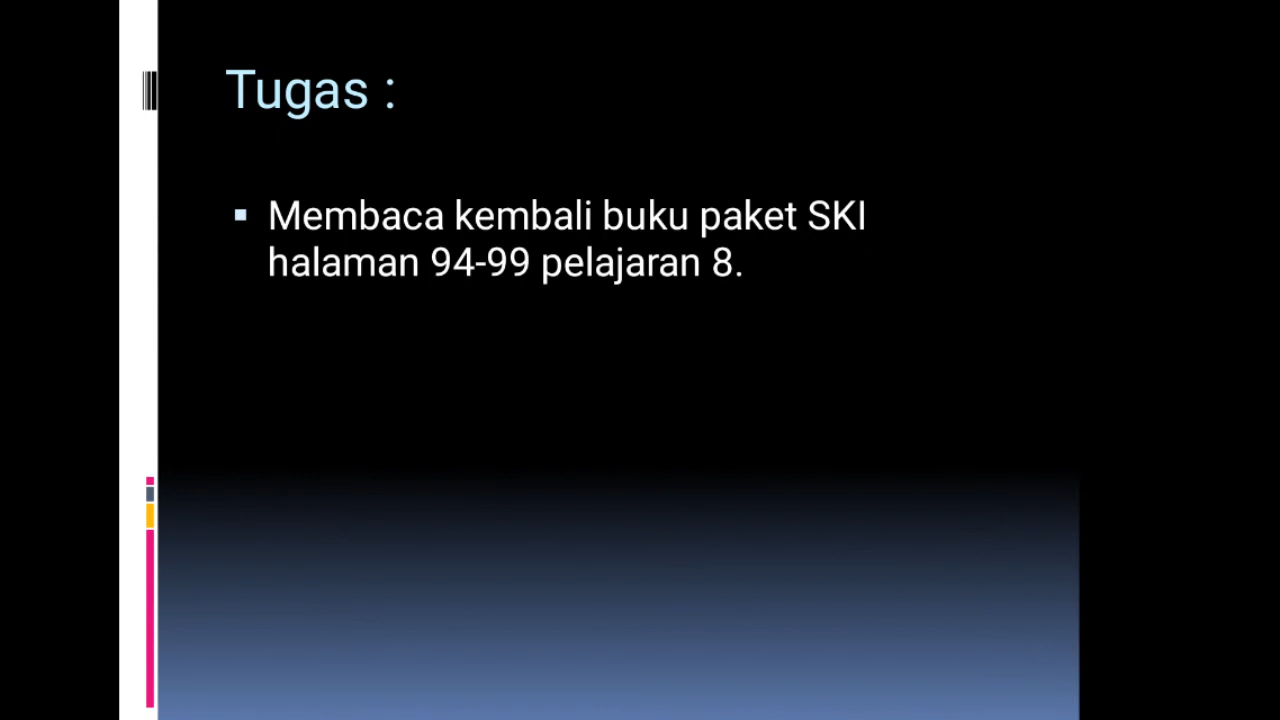 Tugas :
▪ Membaca kembali buku paket SKI
halaman 94-99 pelajaran 8.